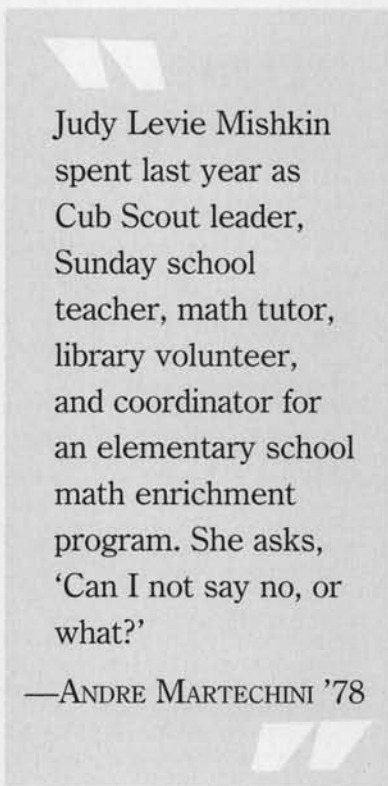 Judy Levie Mishkin
spent last year as
Cub Scout leader,
Sunday school
teacher, math tutor,
library volunteer,
and coordinator for
an elementary school
math enrichment
program. She asks,
‘Can I not say no, or
what?’
—ANDRE MARTECHINI ’78